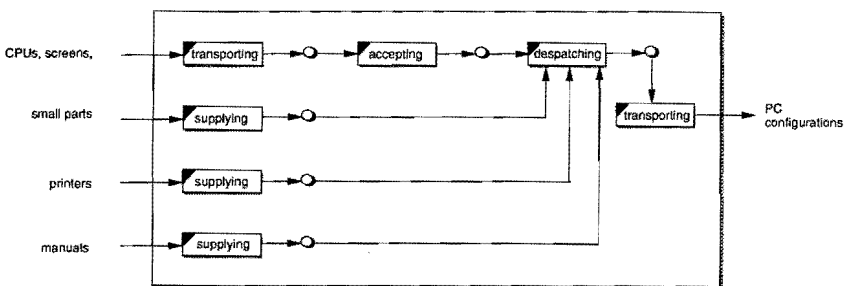 CPUs, screens,
transporting
accepting
despatching
small parts
supplying
transporting
PC
configurations
printers
supplying
manuals
supplying